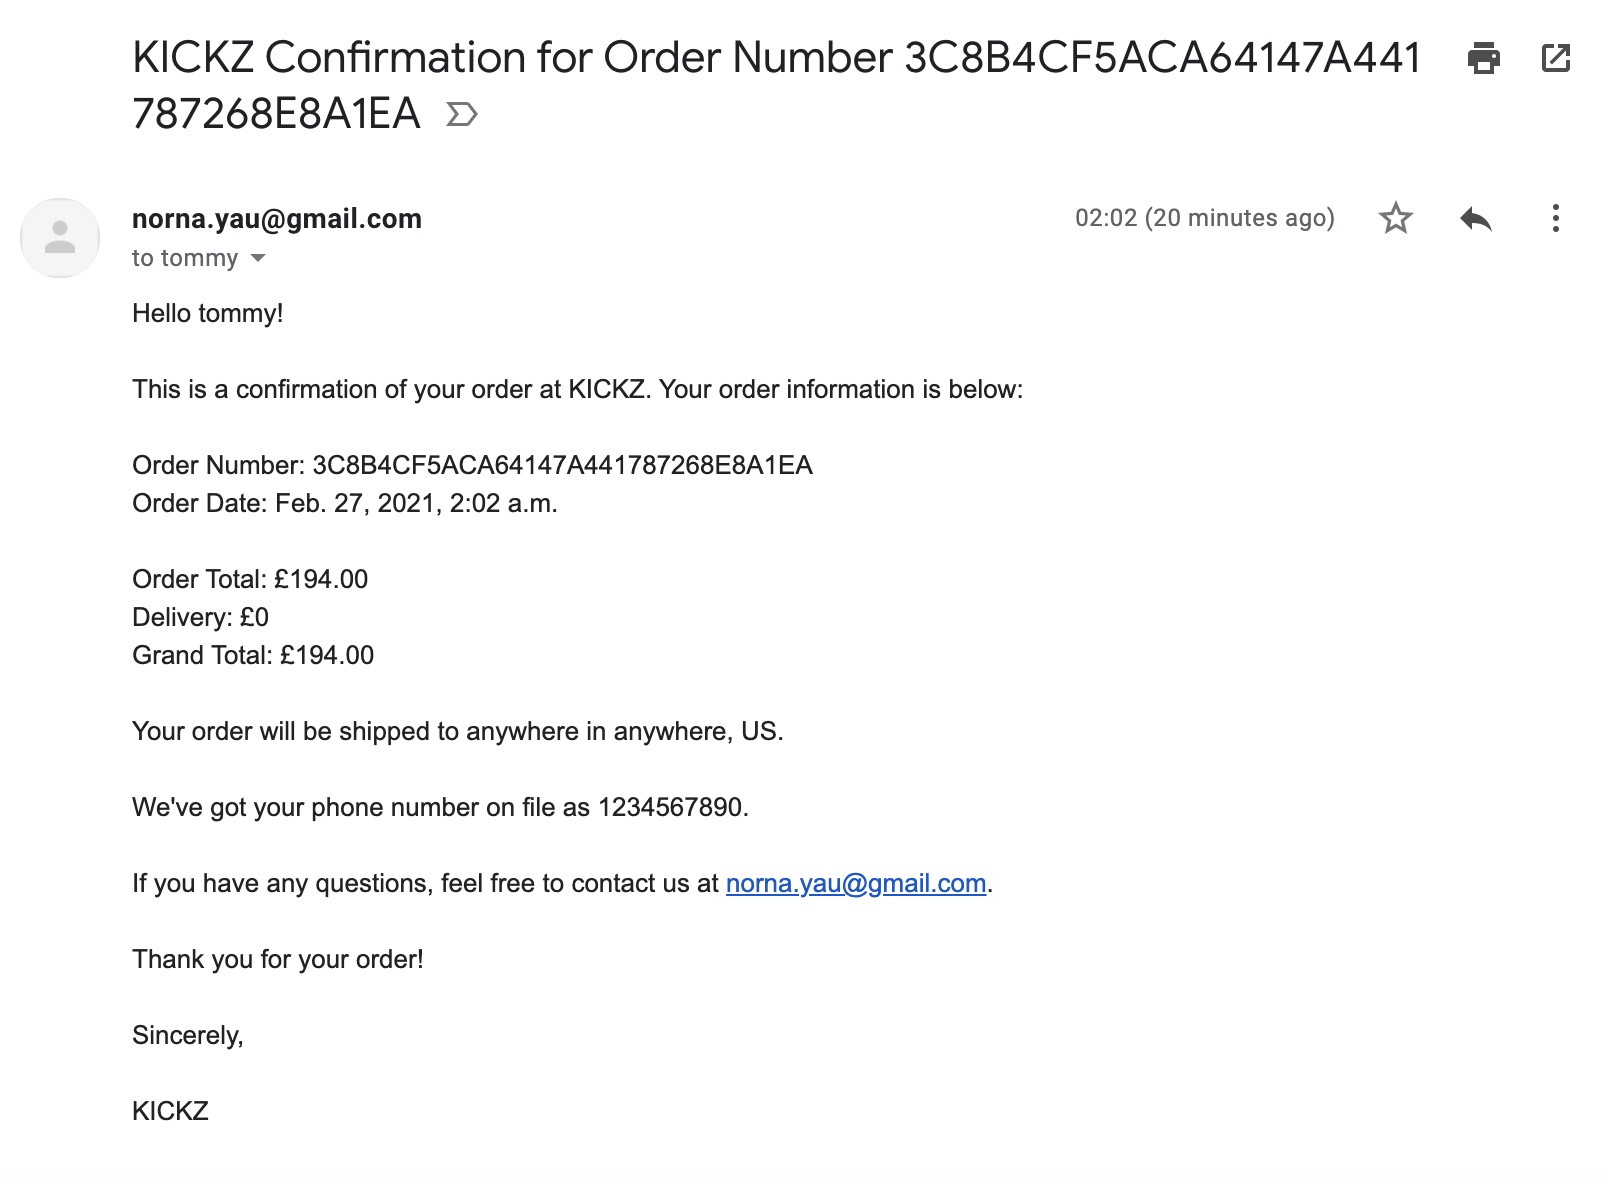 KICKZ Confirmation for Order Number 3C8B4CF5ACA64147A441
787268E8A1EA
norna.yau@gmail.com
02:02 (20 minutes ago)
to tommy
Hello tommy!
This is a confirmation of your order at KICKZ. Your order information is below:
Order Number: 3C8B4CF5ACA64147A441787268E8A1EA
Order Date: Feb. 27, 2021, 2:02 a.m.
Order Total: £194.00
Delivery: £0
Grand Total: £194.00
Your order will be shipped to anywhere in anywhere, US.
We've got your phone number on file as 1234567890.
If you have any questions, feel free to contact us at norna.yau@gmail.com.
Thank you for your order!
Sincerely,
KICKZ